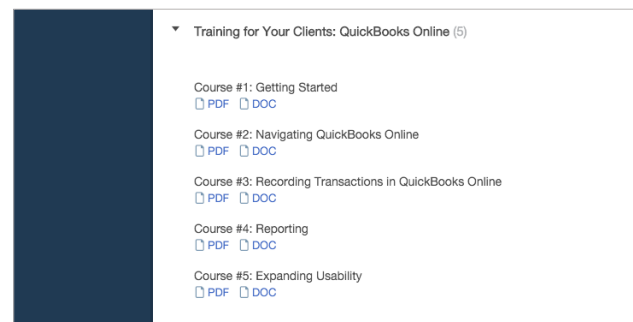 Training for Your Clients: QuickBooks Online (5)
Course #1: Getting Started
PDF DOC
Course #2: Navigating QuickBooks Online
PDF DOC
Course #3: Recording Transactions in QuickBooks Online
PDF DOC
Course #4: Reporting
PDF DOC
Course #5: Expanding Usability
PDF DOC